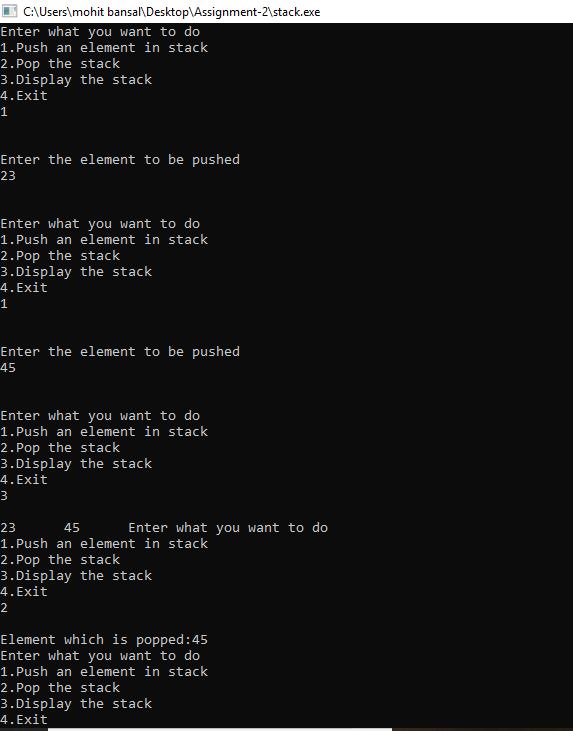 C:\Users\mohit bansal\Desktop\Assignment-2\stack.exe
Enter what you want to do
1.Push an element in stack
2.Pop the stack
3.Display the stack
4.Exit
1
Enter the element to be pushed
23
Enter what you want to do
1.Push an element in stack
2.Pop the stack
3.Display the stack
4.Exit
1
Enter the element to be pushed
45
Enter what you want to do
1.Push an element in stack
2.Pop the stack
3.Display the stack
4.Exit
3
23      45      Enter what you want to do
1.Push an element in stack
2.Pop the stack
3.Display the stack
4.Exit
2
Element which is popped:45
Enter what you want to do
1.Push an element in stack
2.Pop the stack
3.Display the stack
4.Exit